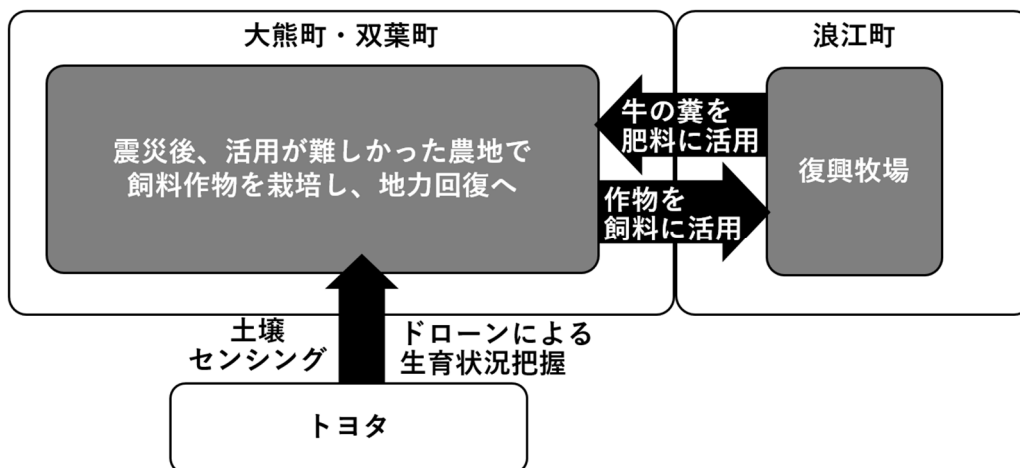 大熊町・双葉町
浪江町
震災後、活用が難しかった農地で
飼料作物を栽培し、地力回復へ
牛の糞を
肥料に活用
作物を
飼料に活用
復興牧場
土壌
センシング
ドローンによる
生育状況把握
トヨタ